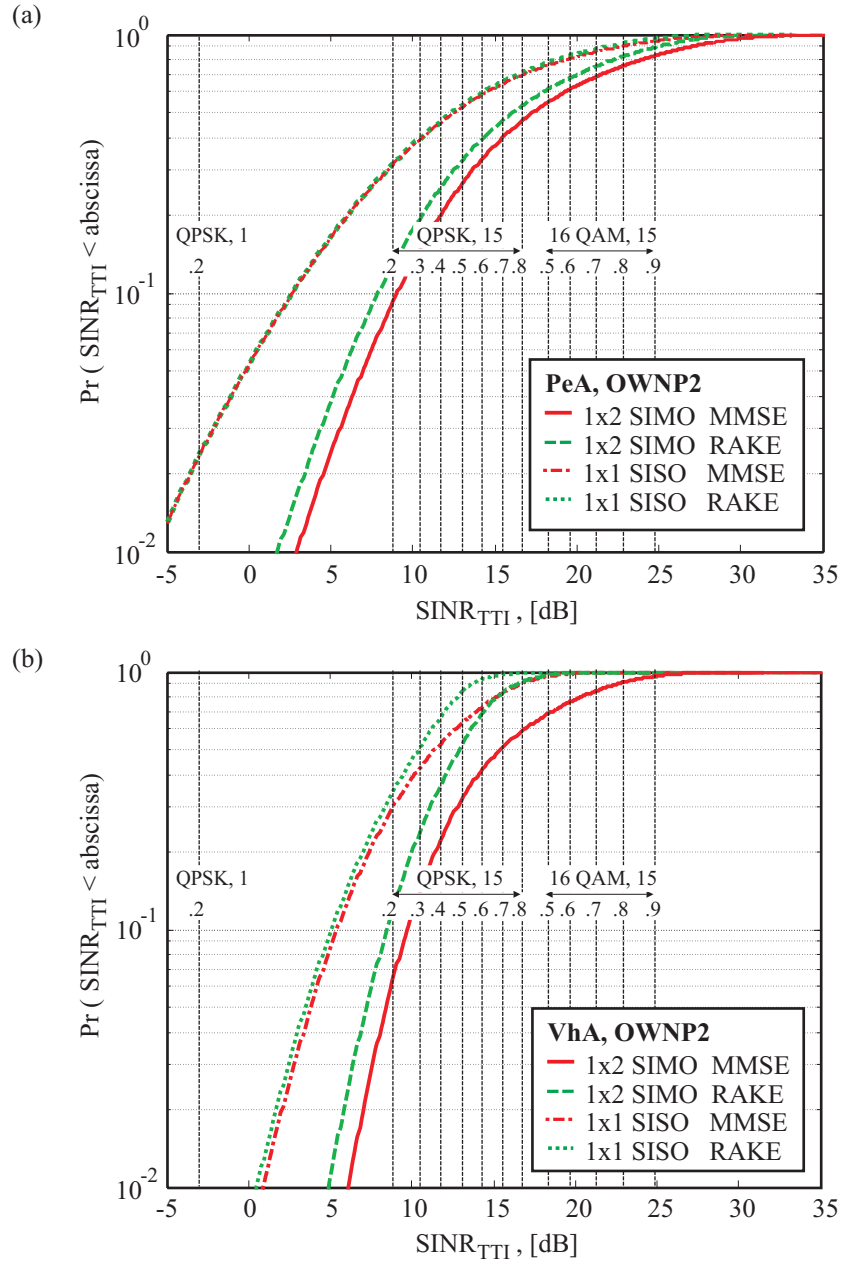 (a)
10^0
QPSK, 1
QPSK, 15
16 QAM, 15
.2
.2 .3 .4 .5 .6 .7 .8 .5 .6 .7 .8 .9
10^-1
Pr ( SINR_TTI < abscissa)
PeA, OWNP2
1x2 SIMO MMSE
1x2 SIMO RAKE
1x1 SISO MMSE
1x1 SISO RAKE
10^-2
-5 0 5 10 15 20 25 30 35
SINR_TTI , [dB]
(b)
10^0
QPSK, 1
QPSK, 15
16 QAM, 15
.2
.2 .3 .4 .5 .6 .7 .8 .5 .6 .7 .8 .9
10^-1
Pr ( SINR_TTI < abscissa)
VhA, OWNP2
1x2 SIMO MMSE
1x2 SIMO RAKE
1x1 SISO MMSE
1x1 SISO RAKE
10^-2
-5 0 5 10 15 20 25 30 35
SINR_TTI , [dB]